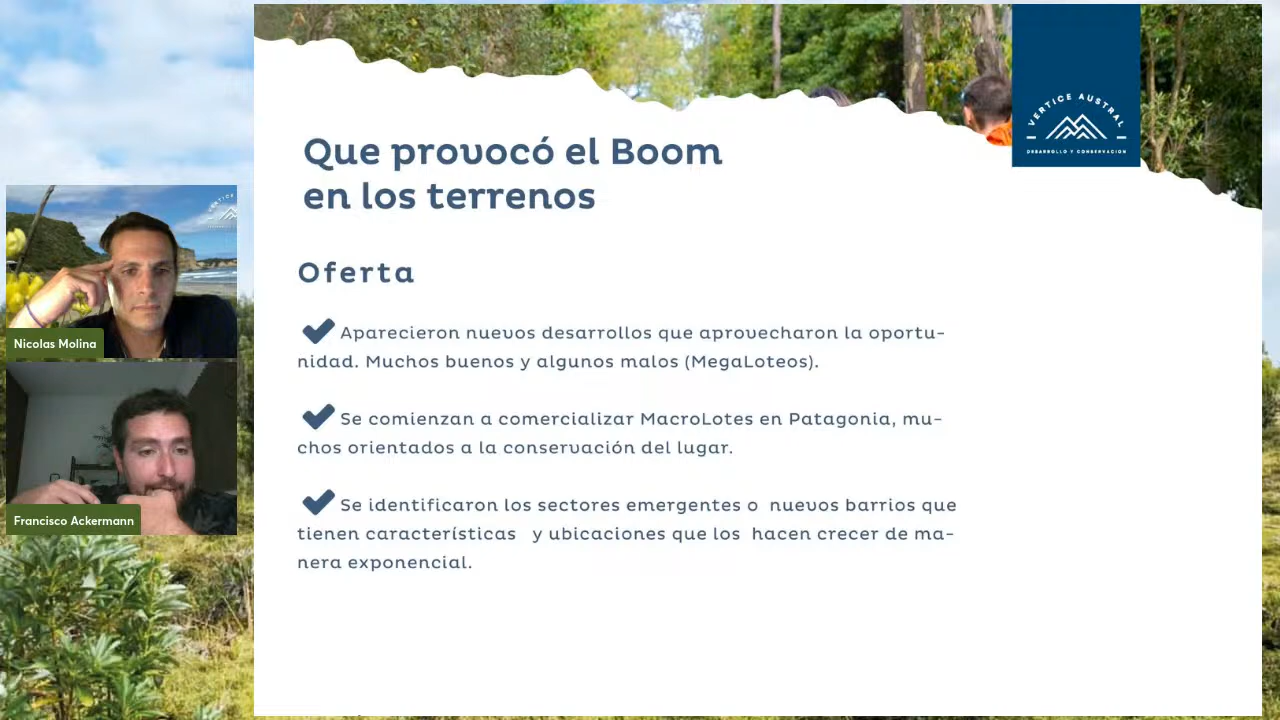 VERTICE AUSTRAL
DESARROLLO Y CONSERVACION
Que provocó el Boom
en los terrenos
Oferta
Aparecieron nuevos desarrollos que aprovecharon la oportu-
nidad. Muchos buenos y algunos malos (MegaLoteos).
Se comienzan a comercializar MacroLotes en Patagonia, mu-
chos orientados a la conservación del lugar.
Se identificaron los sectores emergentes o nuevos barrios que
tienen características y ubicaciones que los hacen crecer de ma-
nera exponencial.
Nicolas Molina
Francisco Ackermann